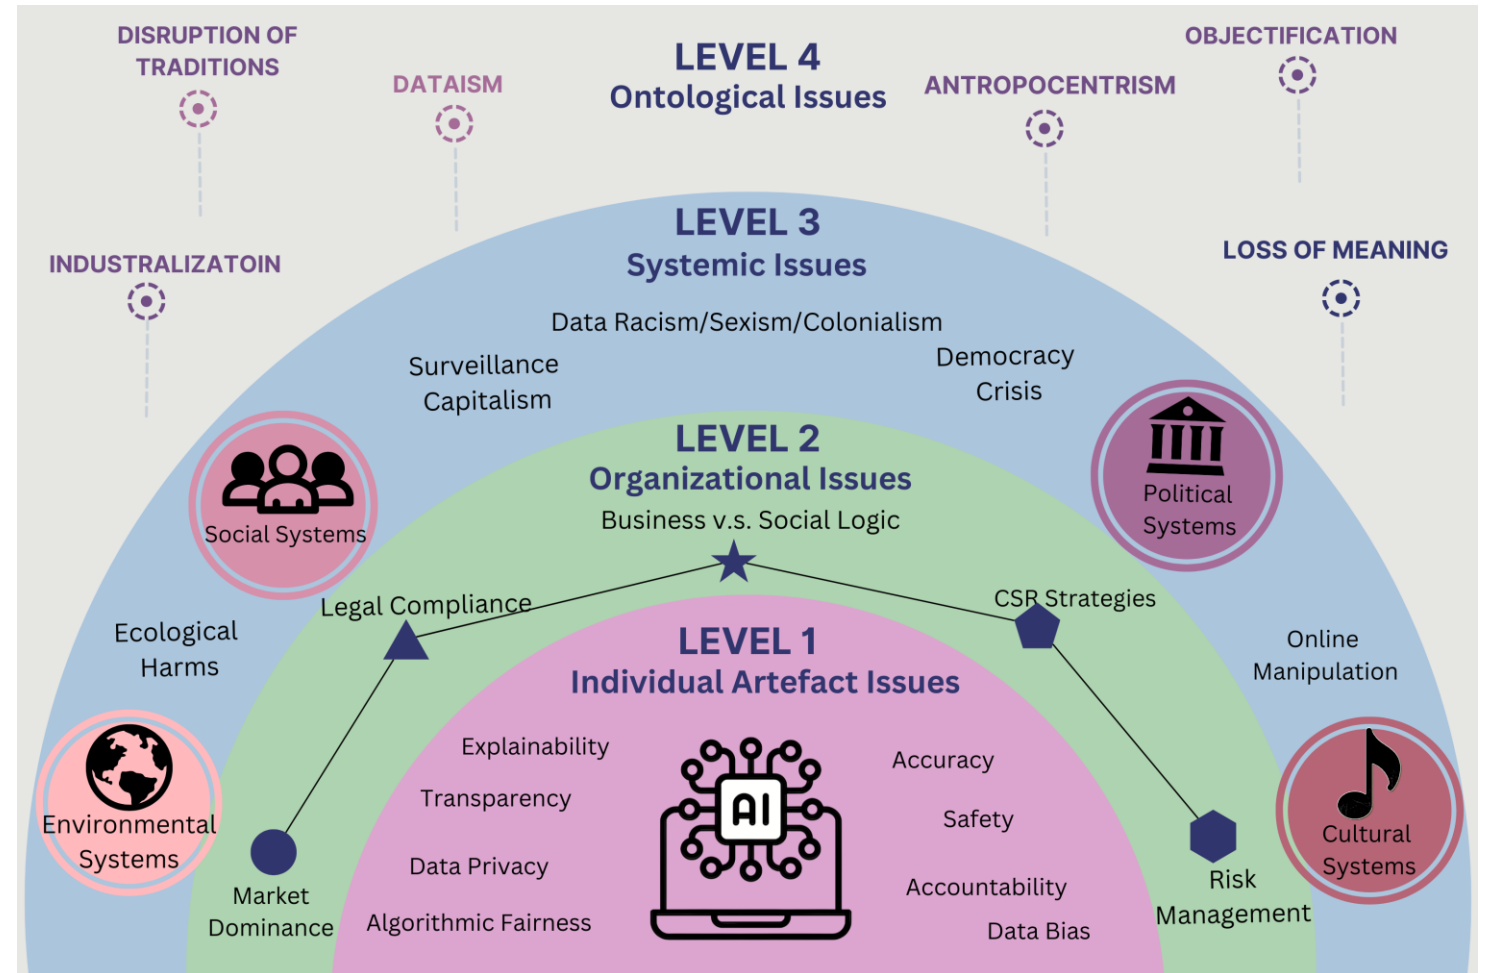 DISRUPTION OF
TRADITIONS
DATAISM
LEVEL 4
Ontological Issues
ANTROPOCENTRISM
OBJECTIFICATION
INDUSTRALIZATOIN
LOSS OF MEANING
LEVEL 3
Systemic Issues
Data Racism/Sexism/Colonialism
Surveillance
Capitalism
Democracy
Crisis
Social Systems
Political
Systems
Ecological
Harms
Online
Manipulation
Environmental
Systems
Cultural
Systems
LEVEL 2
Organizational Issues
Business v.s. Social Logic
Legal Compliance
CSR Strategies
Market
Dominance
Risk
Management
LEVEL 1
Individual Artefact Issues
Explainability
Transparency
Data Privacy
Algorithmic Fairness
AI
Accuracy
Safety
Accountability
Data Bias